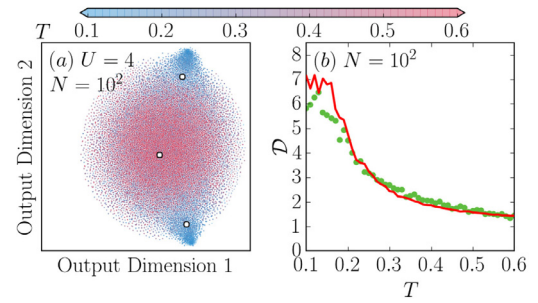 T
0.1 0.2 0.3 0.4 0.5 0.6
(a) U = 4
N = 10²
Output Dimension 2
Output Dimension 1
(b) N = 10²
8
7
6
5
4
3
2
1
0
𝒟
0.1 0.2 0.3 0.4 0.5 0.6
T